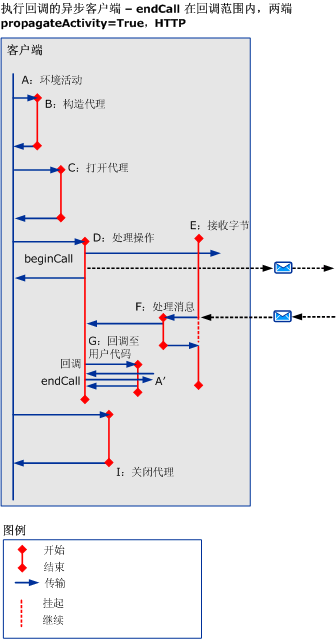 执行回调的异步客户端 – endCall 在回调范围内，两端
propagateActivity=True，HTTP
客户端
A：环境活动
B：构造代理
C：打开代理
E：接收字节
D：处理操作
beginCall
F：处理消息
G：回调至
用户代码
回调
endCall
A′
I：关闭代理
图例
开始
结束
传输
挂起
继续